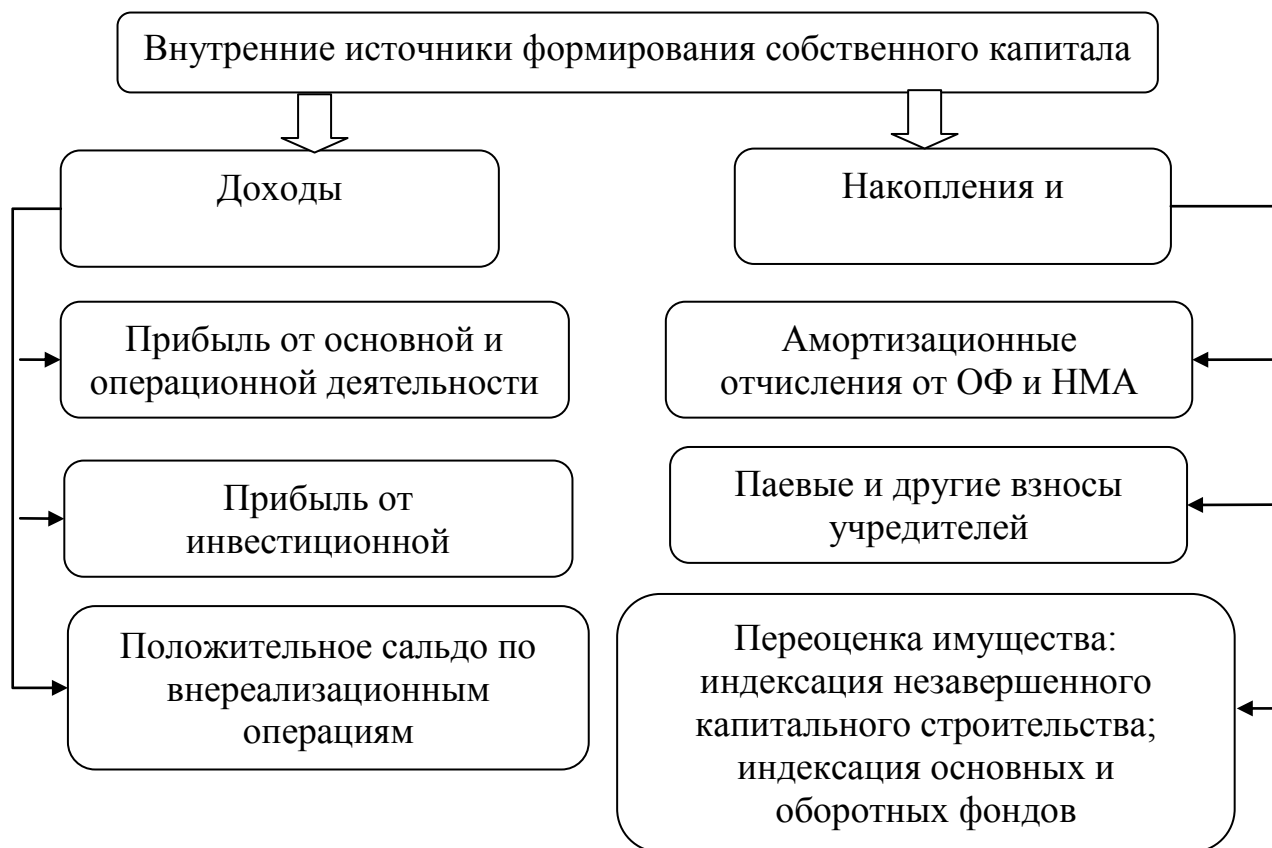 Внутренние источники формирования собственного капитала
Доходы
Накопления и
Прибыль от основной и
операционной деятельности
Амортизационные
отчисления от ОФ и НМА
Прибыль от
инвестиционной
Паевые и другие взносы
учредителей
Положительное сальдо по
внереализационным
операциям
Переоценка имущества:
индексация незавершенного
капитального строительства;
индексация основных и
оборотных фондов